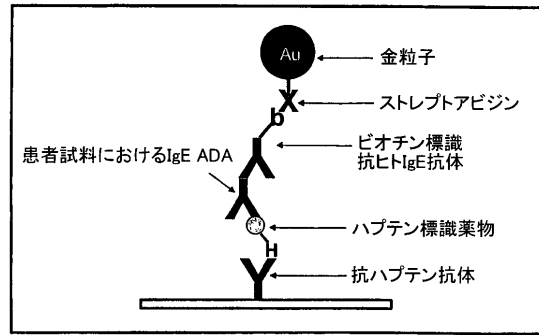 Au
金粒子
ストレプトアビジン
b
ビオチン標識
抗ヒトIgE抗体
患者試料におけるIgE ADA
ハプテン標識薬物
H
抗ハプテン抗体